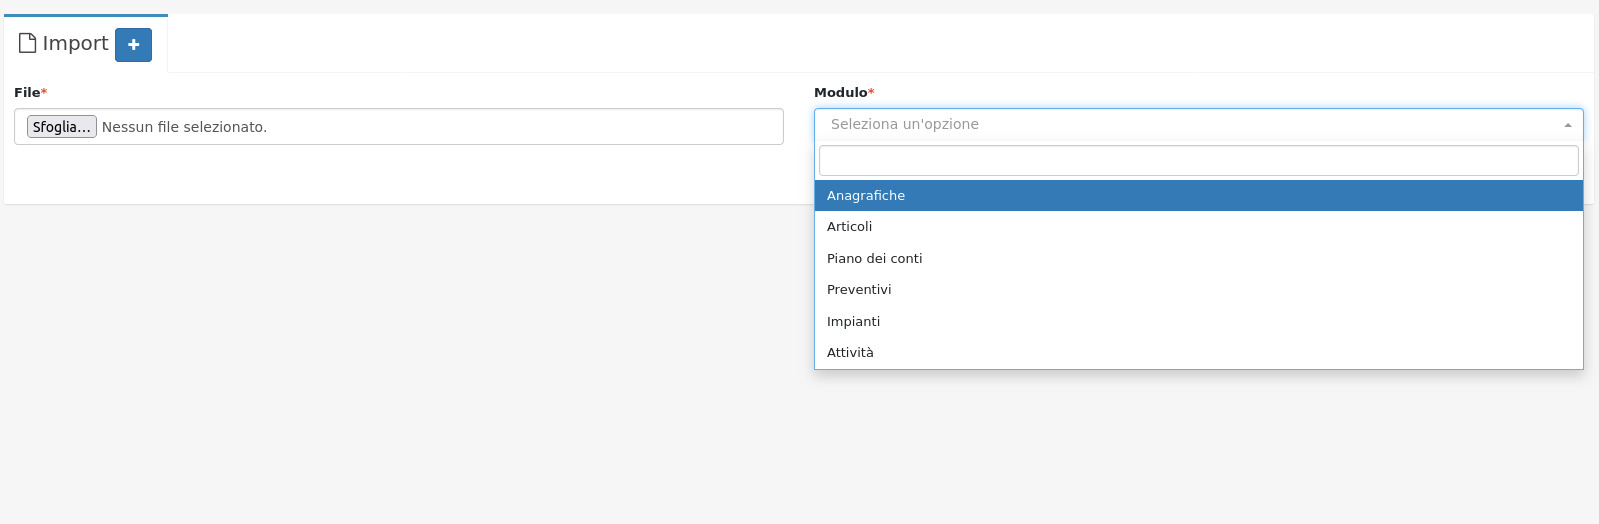 Import
File*
Sfoglia... Nessun file selezionato.
Modulo*
Seleziona un'opzione
Anagrafiche
Articoli
Piano dei conti
Preventivi
Impianti
Attività